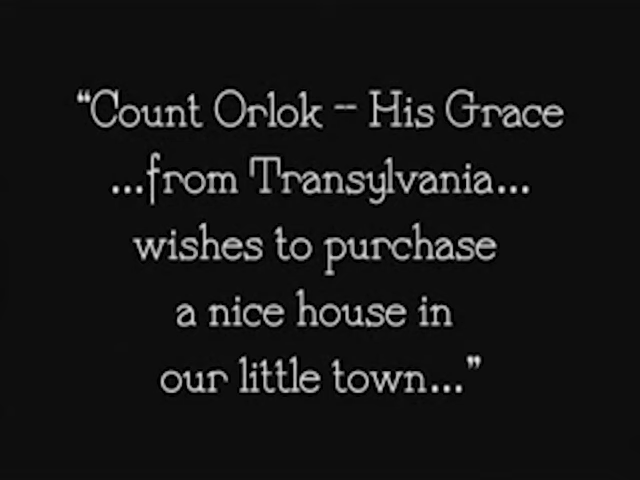 “Count Orlok – His Grace
...from Transylvania...
wishes to purchase
a nice house in
our little town...”